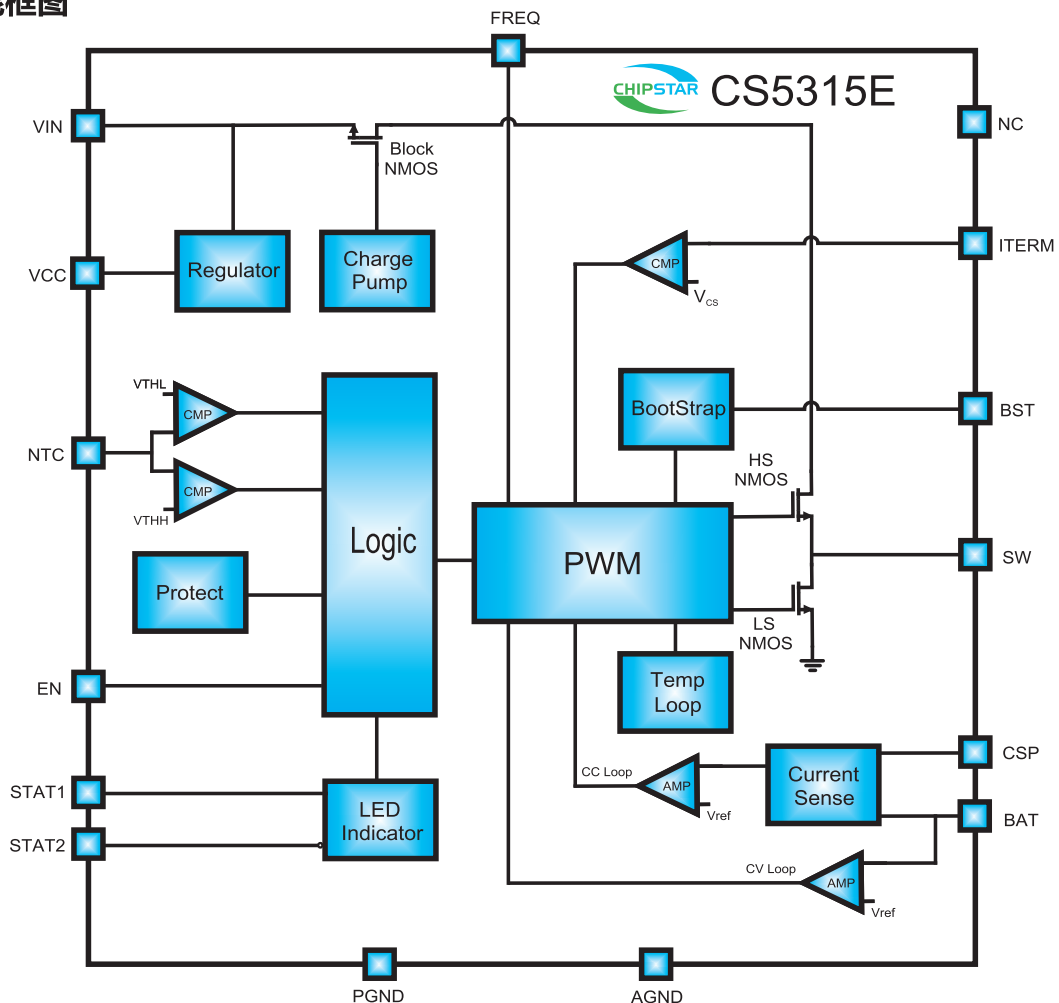 框图
FREQ
CHIPSTAR
CS5315E
VIN
NC
Block
NMOS
ITERM
VCC
Regulator
Charge
Pump
CMP
VCS
VTHL
CMP
NTC
CMP
VTHH
BootStrap
BST
HS
NMOS
Logic
PWM
SW
Protect
LS
NMOS
EN
Temp
Loop
CSP
STAT1
CC Loop
AMP
Vref
Current
Sense
LED
Indicator
BAT
STAT2
CV Loop
AMP
Vref
PGND
AGND